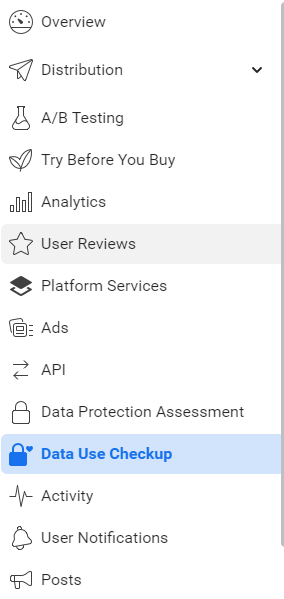 Overview
Distribution
A/B Testing
Try Before You Buy
Analytics
User Reviews
Platform Services
Ads
API
Data Protection Assessment
Data Use Checkup
Activity
User Notifications
Posts